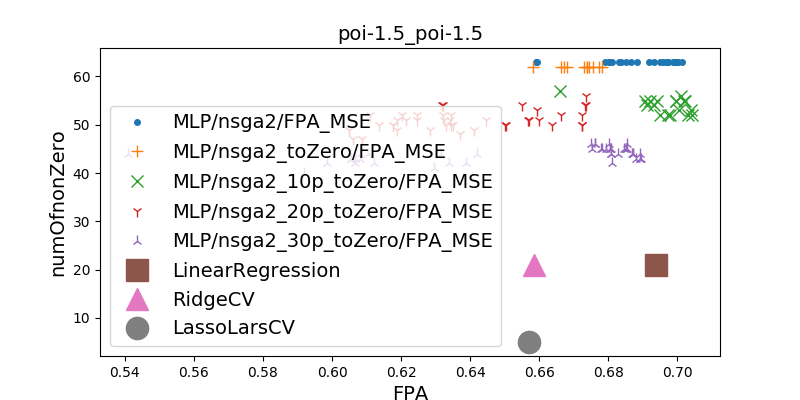 poi-1.5_poi-1.5
numOfnonZero
60
50
40
30
20
10
MLP/nsga2/FPA_MSE
MLP/nsga2_toZero/FPA_MSE
MLP/nsga2_10p_toZero/FPA_MSE
MLP/nsga2_20p_toZero/FPA_MSE
MLP/nsga2_30p_toZero/FPA_MSE
LinearRegression
RidgeCV
LassoLarsCV
0.54 0.56 0.58 0.60 0.62 0.64 0.66 0.68 0.70
FPA